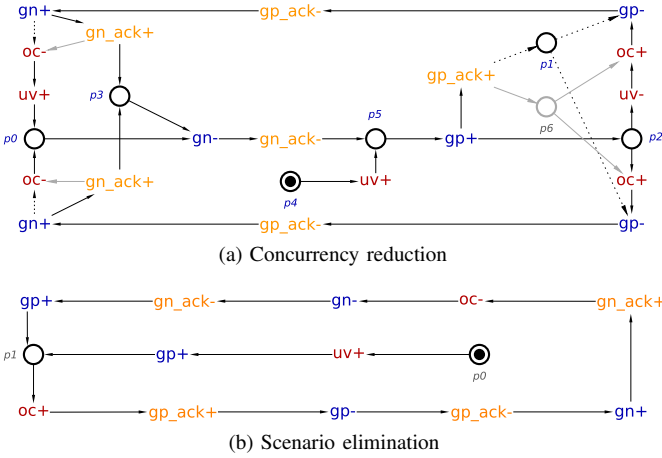 gn+ gp_ack- gp-
gn_ack+
oc- oc+
p1
gp_ack+
uv+ p3 uv-
p5 p6
p0 gn- gn_ack- gp+ p2
oc- gn_ack+ uv+ oc+
p4
gn+ gp_ack- gp-
(a) Concurrency reduction
gp+ gn_ack- gn- oc- gn_ack+
p1 gp+ uv+ p0
oc+ gp_ack+ gp- gp_ack- gn+
(b) Scenario elimination